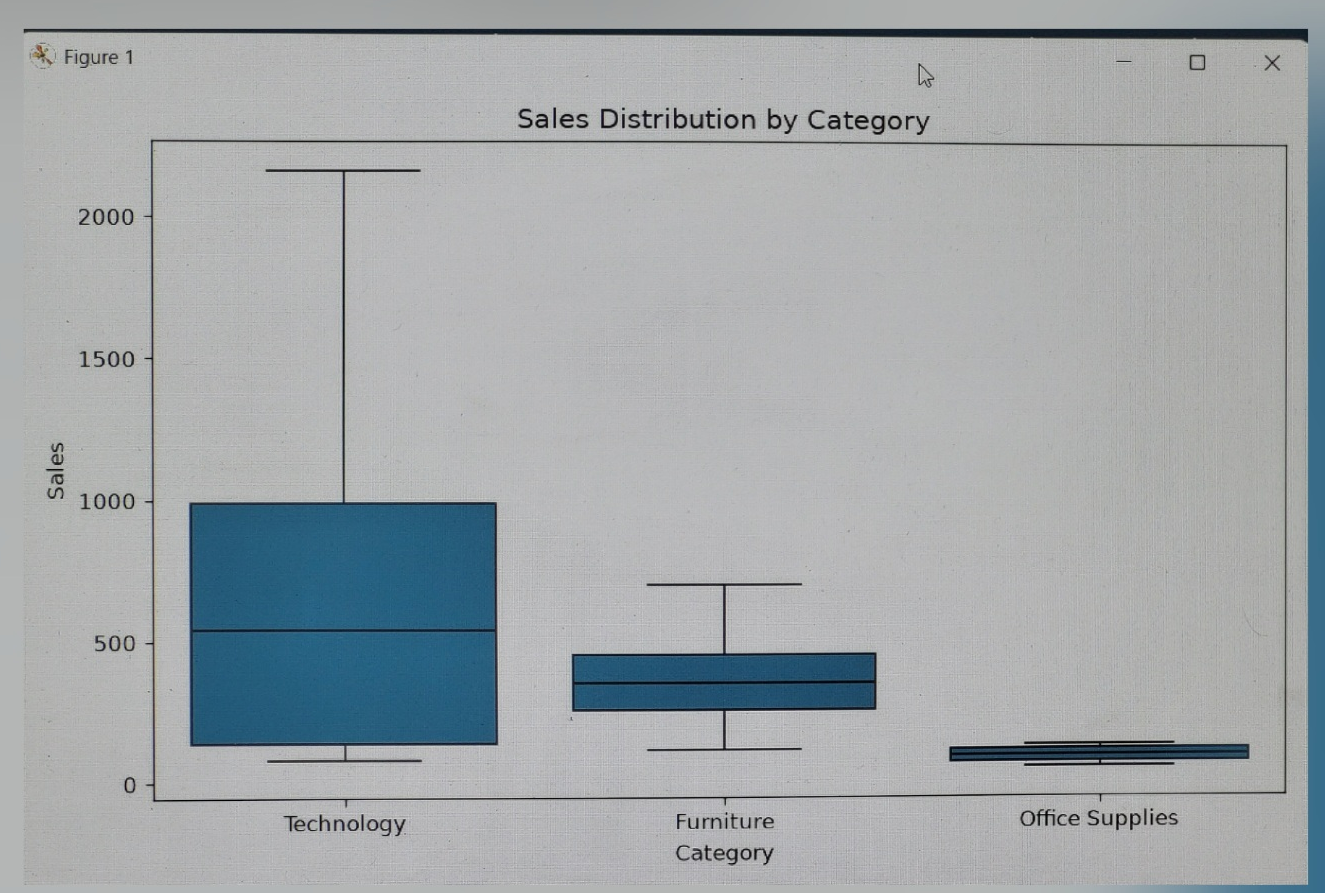 Figure 1
Sales Distribution by Category
2000
1500
1000
500
0
Sales
Technology
Furniture
Office Supplies
Category